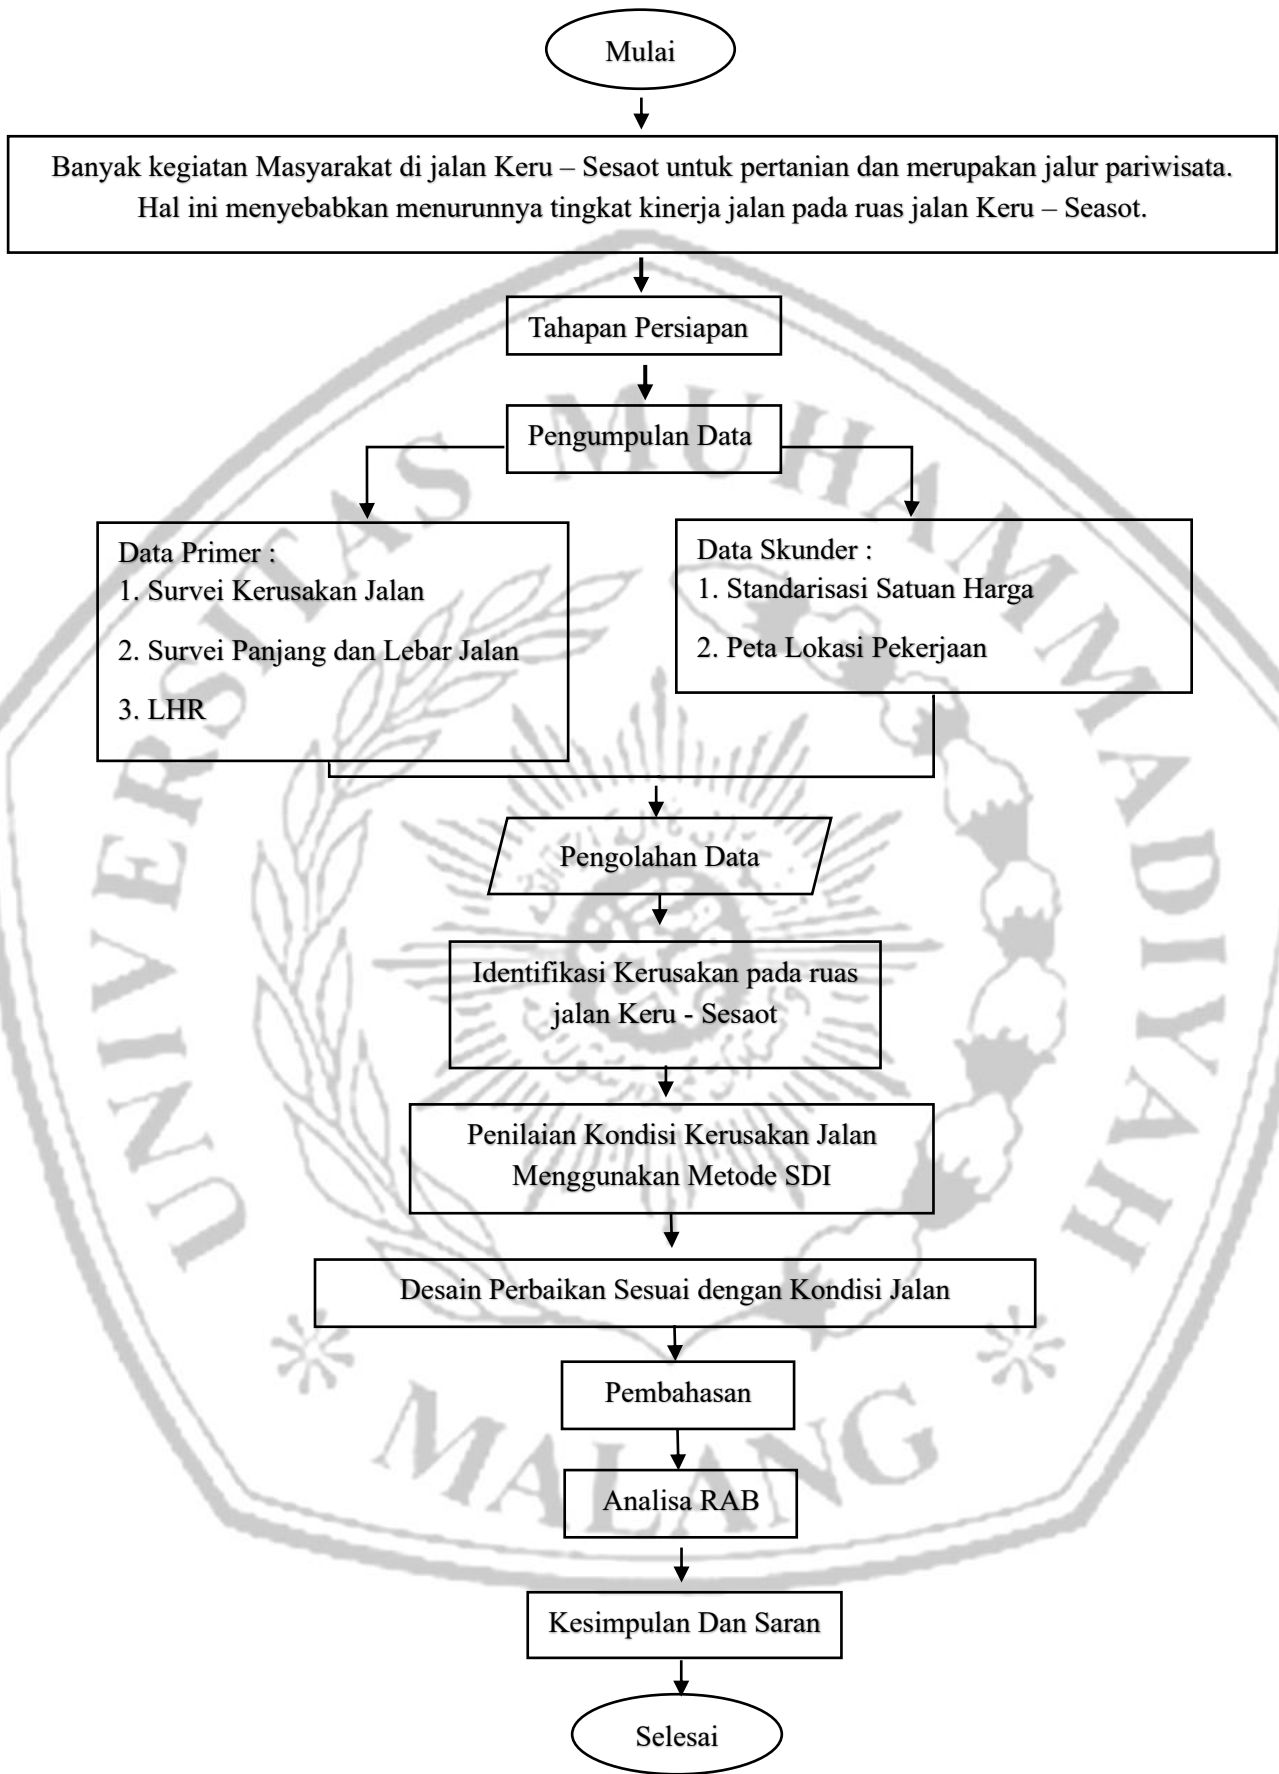 Mulai
Banyak kegiatan Masyarakat di jalan Keru – Sesaot untuk pertanian dan merupakan jalur pariwisata.
Hal ini menyebabkan menurunnya tingkat kinerja jalan pada ruas jalan Keru – Seasot.
Tahapan Persiapan
Pengumpulan Data
Data Primer :
1. Survei Kerusakan Jalan
2. Survei Panjang dan Lebar Jalan
3. LHR
Data Skunder :
1. Standarisasi Satuan Harga
2. Peta Lokasi Pekerjaan
Pengolahan Data
Identifikasi Kerusakan pada ruas
jalan Keru - Sesaot
Penilaian Kondisi Kerusakan Jalan
Menggunakan Metode SDI
Desain Perbaikan Sesuai dengan Kondisi Jalan
Pembahasan
Analisa RAB
Kesimpulan Dan Saran
Selesai
UNIVERSITAS MUHAMMADIYAH
MALANG